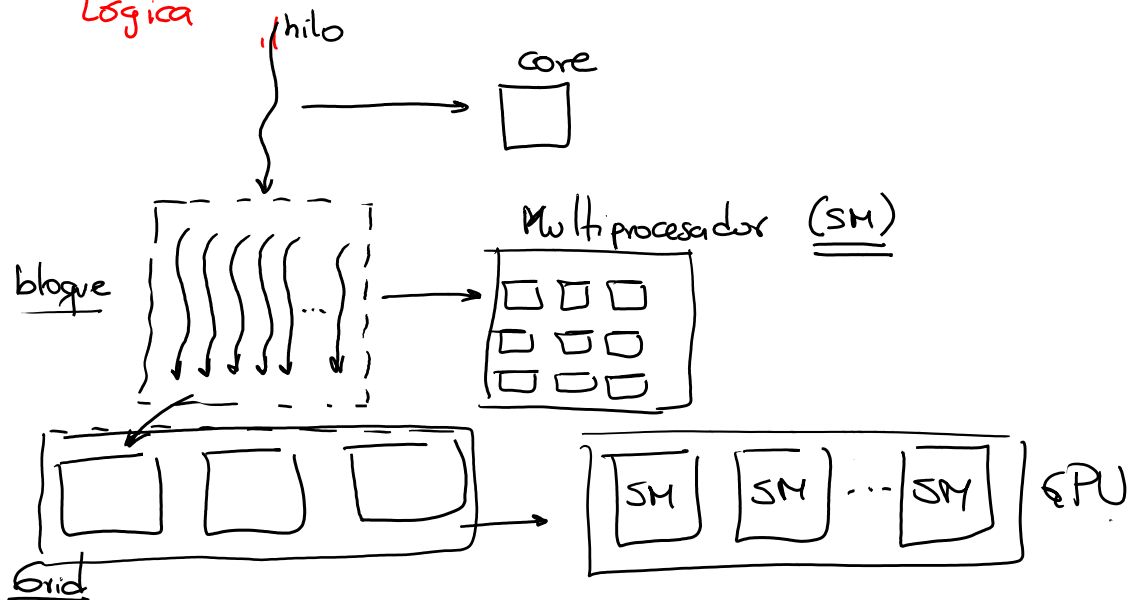 Lógica
hilo
core
Multiprocesador (SM)
bloque
...
SM SM ... SM GPU
Grid